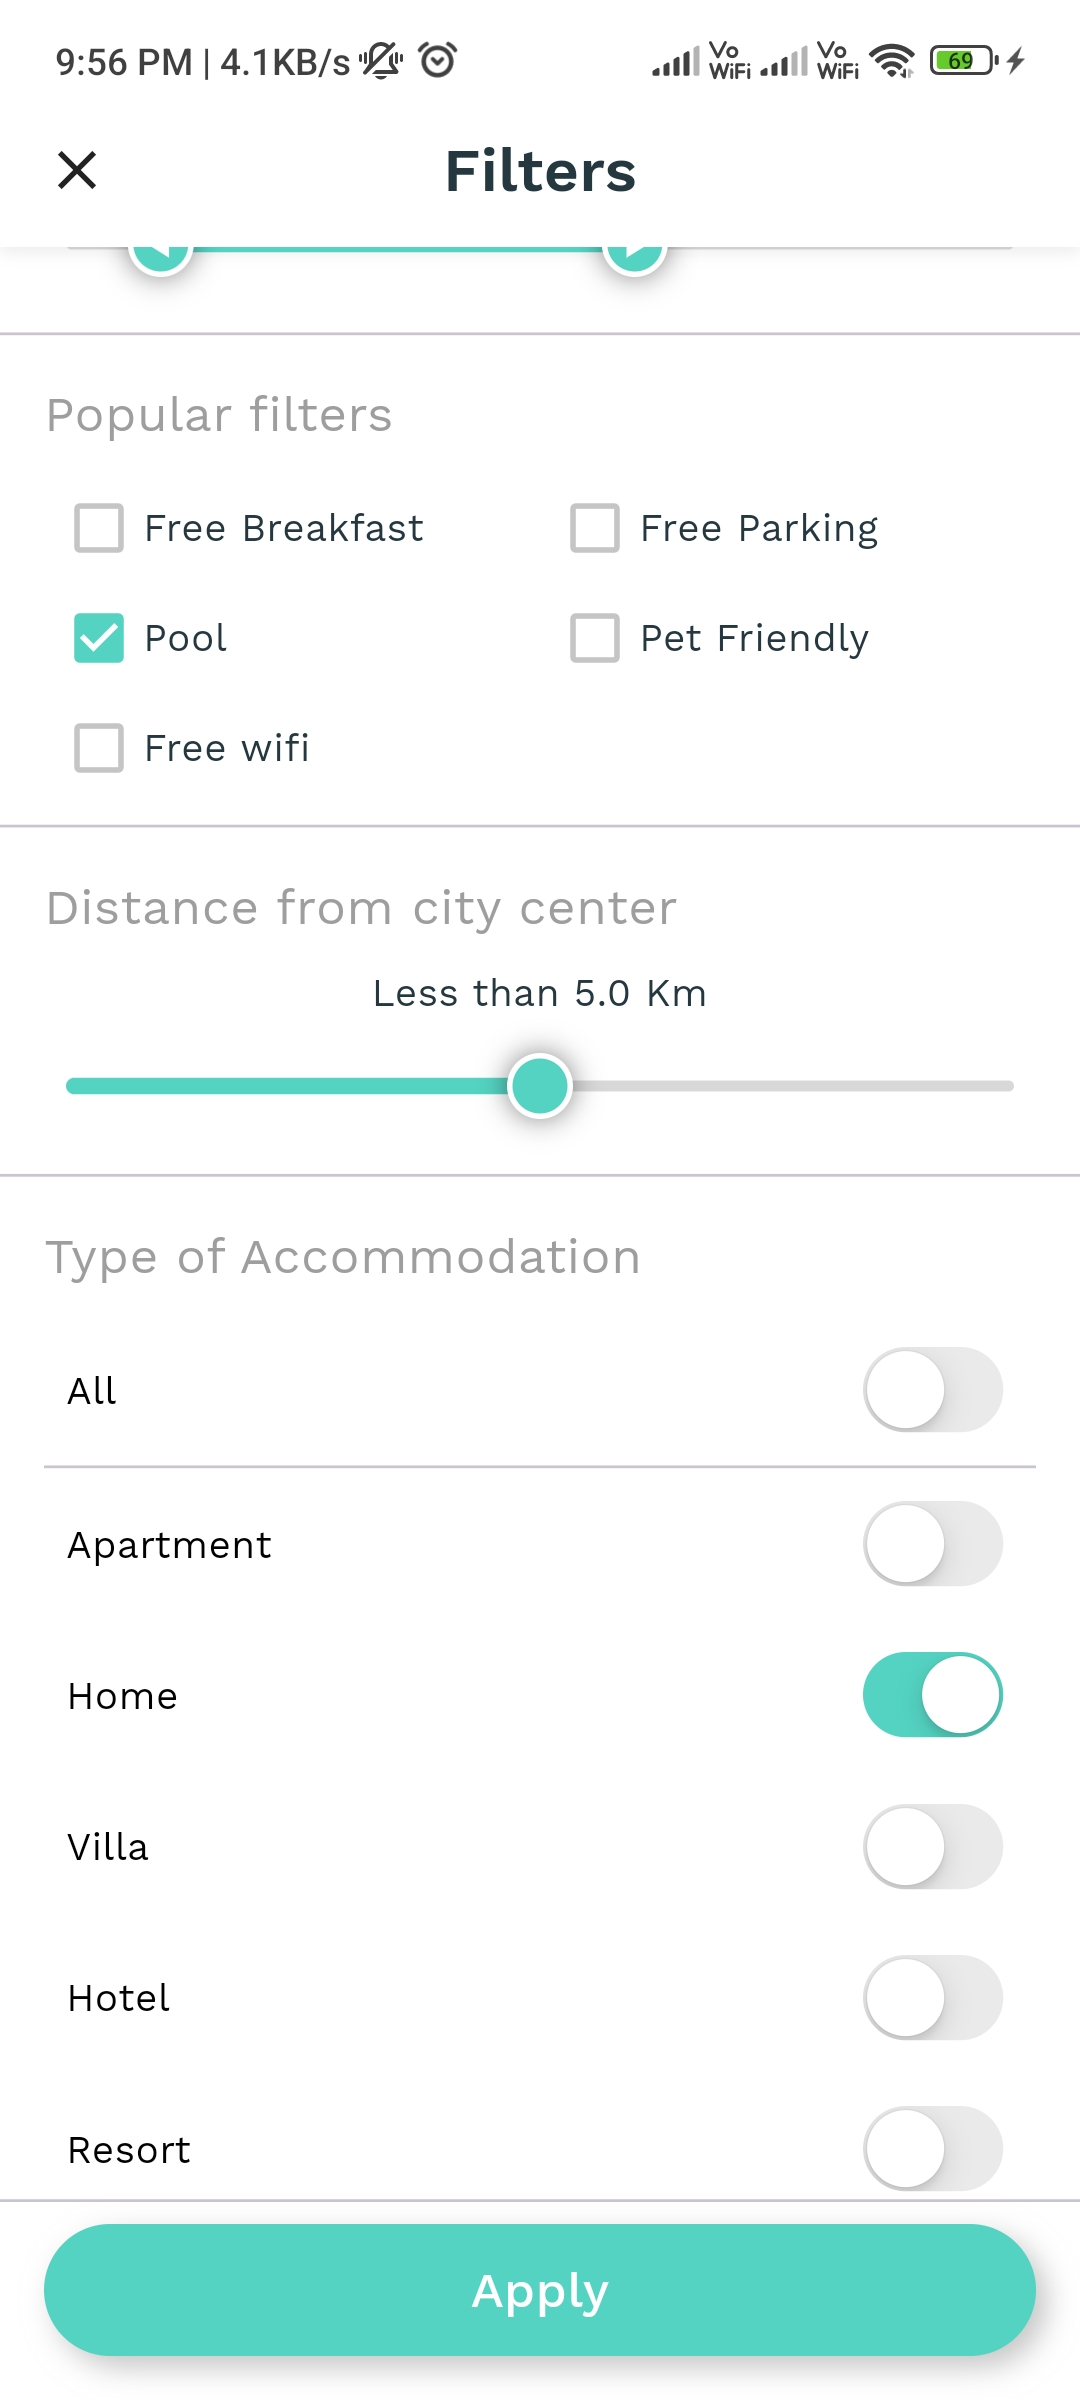 9:56 PM | 4.1KB/s Vo WiFi Vo WiFi 69
Filters
Popular filters
Free Breakfast Free Parking
Pool Pet Friendly
Free wifi
Distance from city center
Less than 5.0 Km
Type of Accommodation
All
Apartment
Home
Villa
Hotel
Resort
Apply